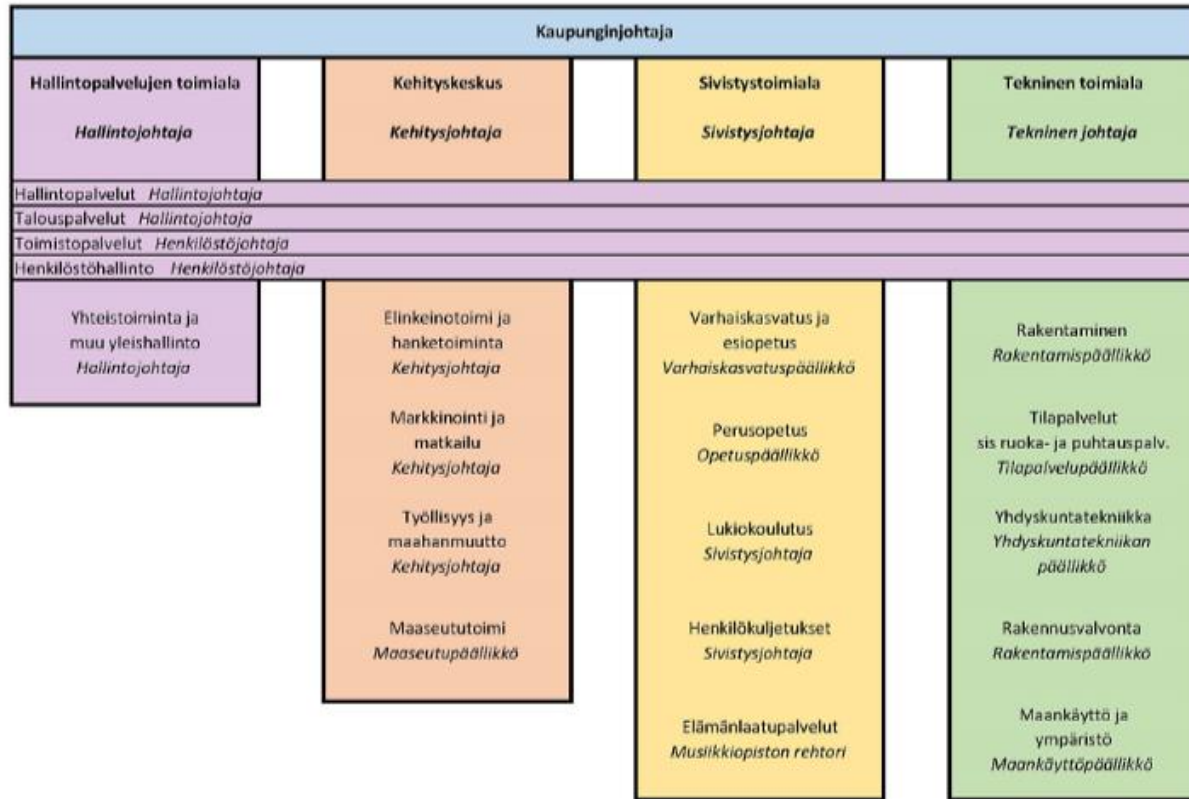 Kaupunginjohtaja
Hallintopalvelujen toimiala
Hallintojohtaja
Kehityskeskus
Kehitysjohtaja
Sivistystoimiala
Sivistysjohtaja
Tekninen toimiala
Tekninen johtaja
Hallintopalvelut Hallintojohtaja
Talouspalvelut Hallintojohtaja
Toimistopalvelut Henkilöstöjohtaja
Henkilöstöhallinto Henkilöstöjohtaja
Yhteistoiminta ja
muu yleishallinto
Hallintojohtaja
Elinkeinotoimi ja
hanketoiminta
Kehitysjohtaja
Markkinointi ja
matkailu
Kehitysjohtaja
Työllisyys ja
maahanmuutto
Kehitysjohtaja
Maaseututoimi
Maaseutupäällikkö
Varhaiskasvatus ja
esiopetus
Varhaiskasvatuspäällikkö
Perusopetus
Opetuspäällikkö
Lukiokoulutus
Sivistysjohtaja
Henkilökuljetukset
Sivistysjohtaja
Elämänlaatupalvelut
Musiikkiopiston rehtori
Rakentaminen
Rakentamispäällikkö
Tilapalvelut
sis ruoka- ja puhtauspalv.
Tilapalvelupäällikkö
Yhdyskuntatekniikka
Yhdyskuntatekniikan
päällikkö
Rakennusvalvonta
Rakentamispäällikkö
Maankäyttö ja
ympäristö
Maankäyttöpäällikkö